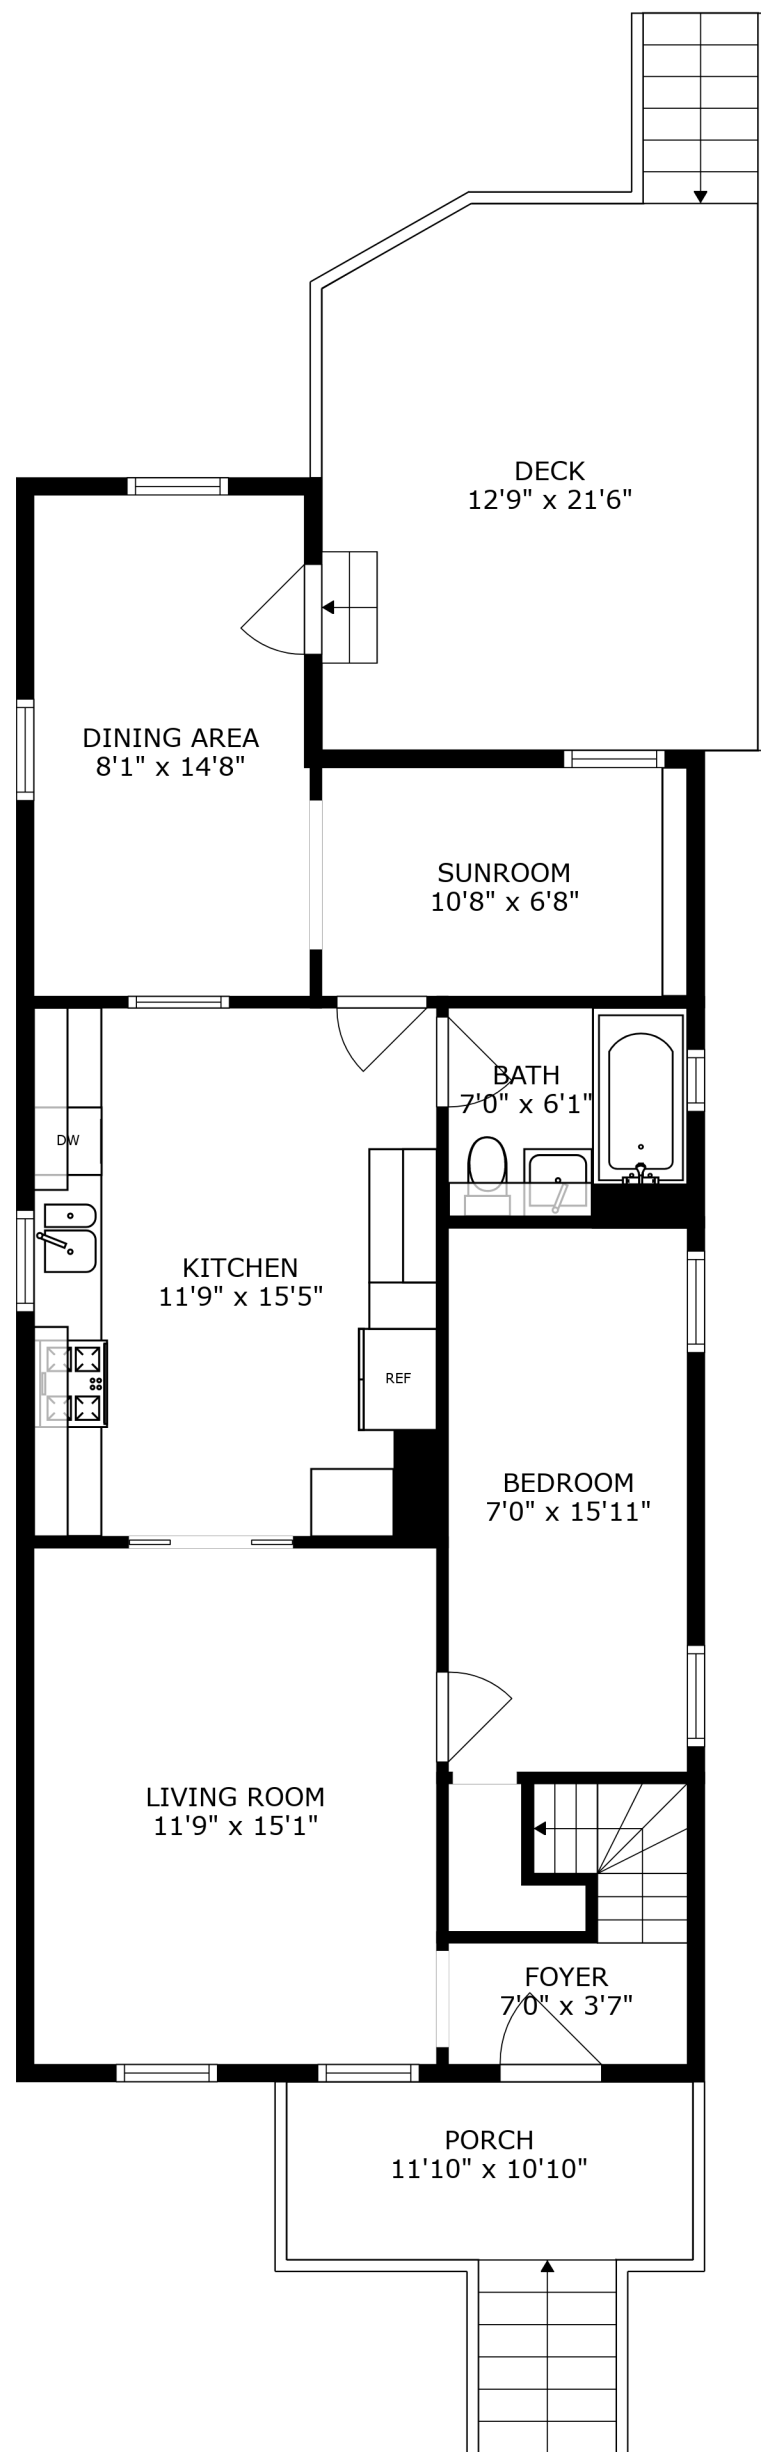 DECK
12'9" x 21'6"
DINING AREA
8'1" x 14'8"
SUNROOM
10'8" x 6'8"
BATH
7'0" x 6'1"
DW
KITCHEN
11'9" x 15'5"
REF
BEDROOM
7'0" x 15'11"
LIVING ROOM
11'9" x 15'1"
FOYER
7'0" x 3'7"
PORCH
11'10" x 10'10"